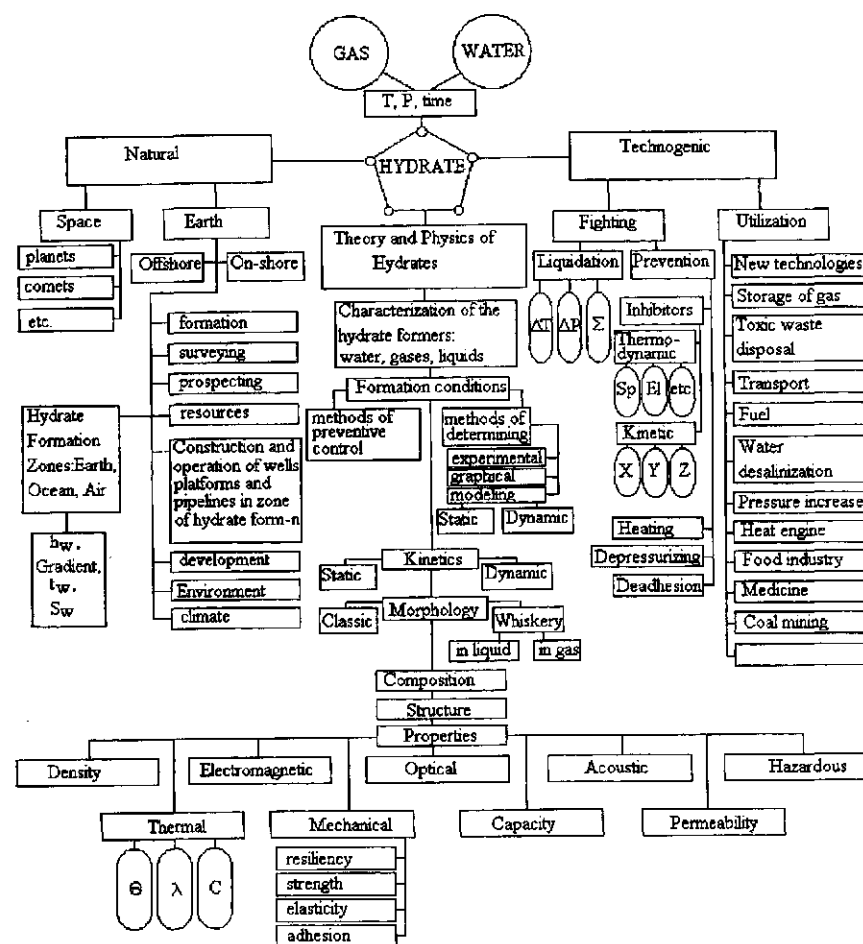 GAS
WATER
T, P, time
HYDRATE
Natural
Technogenic
Space
Earth
planets
comets
etc.
Offshore
On-shore
formation
surveying
prospecting
resources
Construction and
operation of wells
platforms and
pipelines in zone
of hydrate form-n
development
Environment
climate
Hydrate
Formation
Zones:Earth,
Ocean, Air
hw,
Gradient,
tw,
Sw
Theory and Physics of
Hydrates
Characterization of the
hydrate formers:
water, gases, liquids
Formation conditions
methods of
preventive
control
methods of
determining
experimental
graphical
modeling
Static
Dynamic
Kinetics
Static
Dynamic
Morphology
Classic
Whiskery
in liquid
in gas
Composition
Structure
Properties
Fighting
Liquidation
Prevention
ΔT
ΔP
Σ
Inhibitors
Thermo-
dynamic
Sp
El
etc
Kinetic
X
Y
Z
Heating
Depressurizing
Deadhesion
Utilization
New technologies
Storage of gas
Toxic waste
disposal
Transport
Fuel
Water
desalinization
Pressure increase
Heat engine
Food industry
Medicine
Coal mining
Density
Electromagnetic
Optical
Acoustic
Hazardous
Thermal
Mechanical
Capacity
Permeability
Θ
λ
C
resiliency
strength
elasticity
adhesion